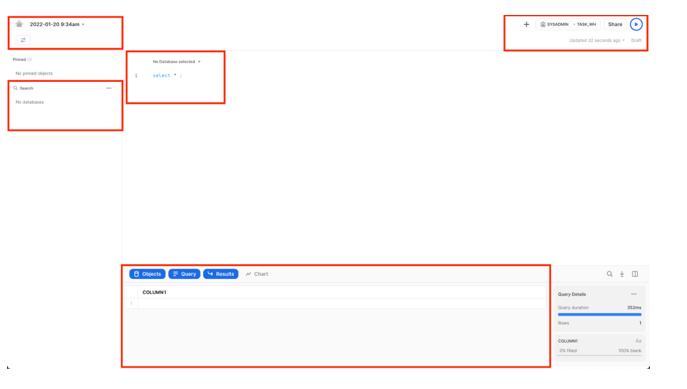 2022-01-20 9:34am
SYSADMIN · TASK_WH
Share
Updated 32 seconds ago
Draft
Pinned (0)
No pinned objects
Search
No databases
No Database selected
1 select * ;
Objects
Query
Results
Chart
COLUMN1
1
Query Details
Query duration 352ms
Rows 1
COLUMN1 Aa
0% filled 100% blank